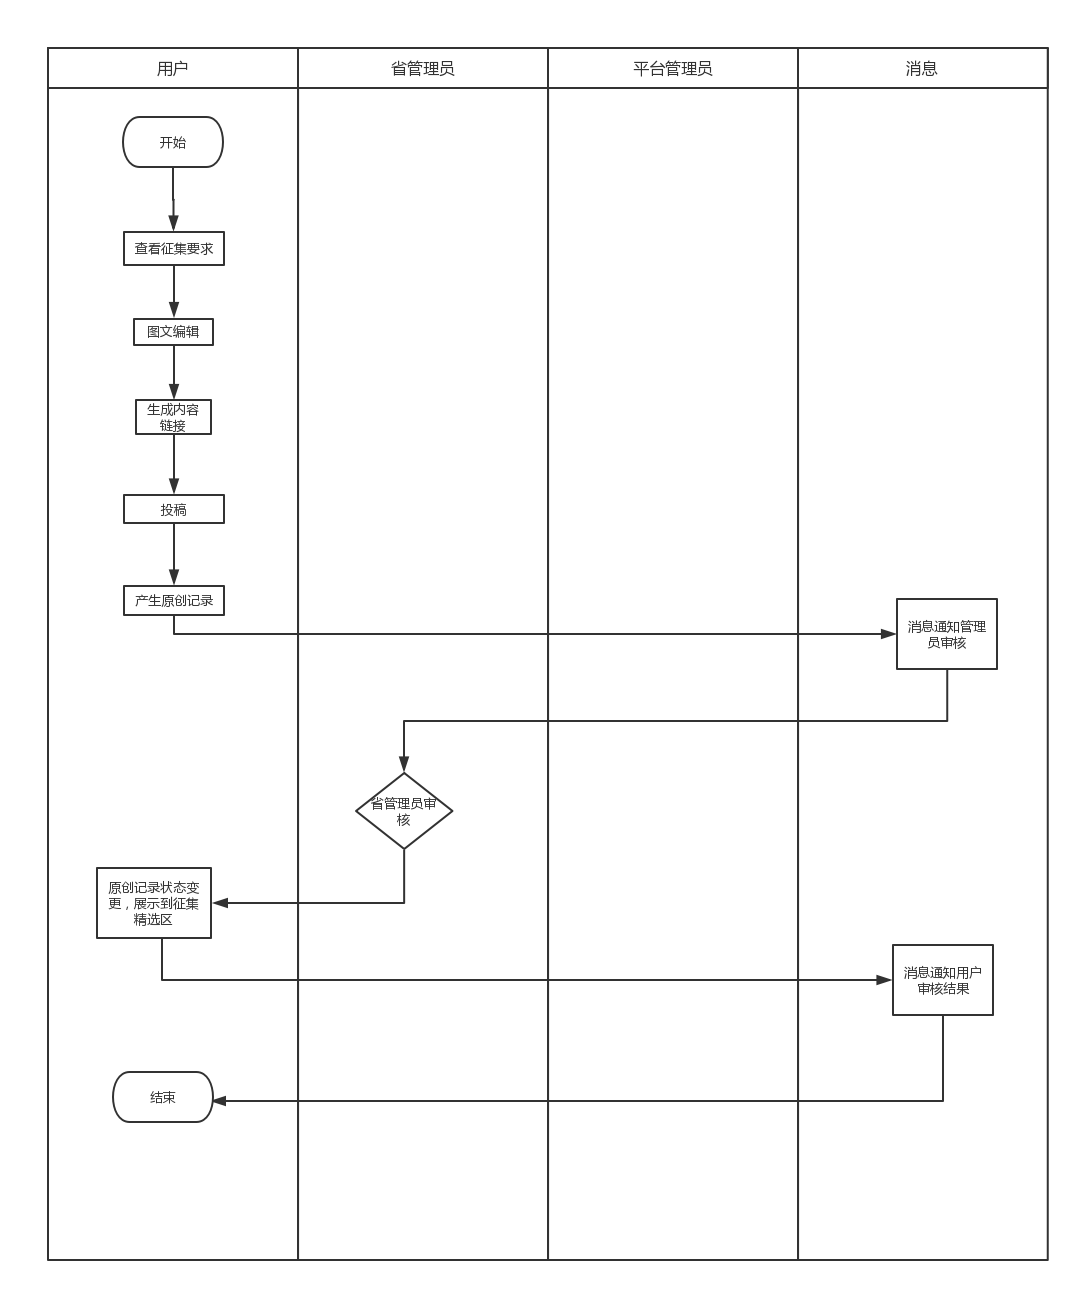 用户
省管理员
平台管理员
消息
开始
查看征集要求
图文编辑
生成内容
链接
投稿
产生原创记录
消息通知管理
员审核
省管理员审
核
原创记录状态变
更，展示到征集
精选区
消息通知用户
审核结果
结束